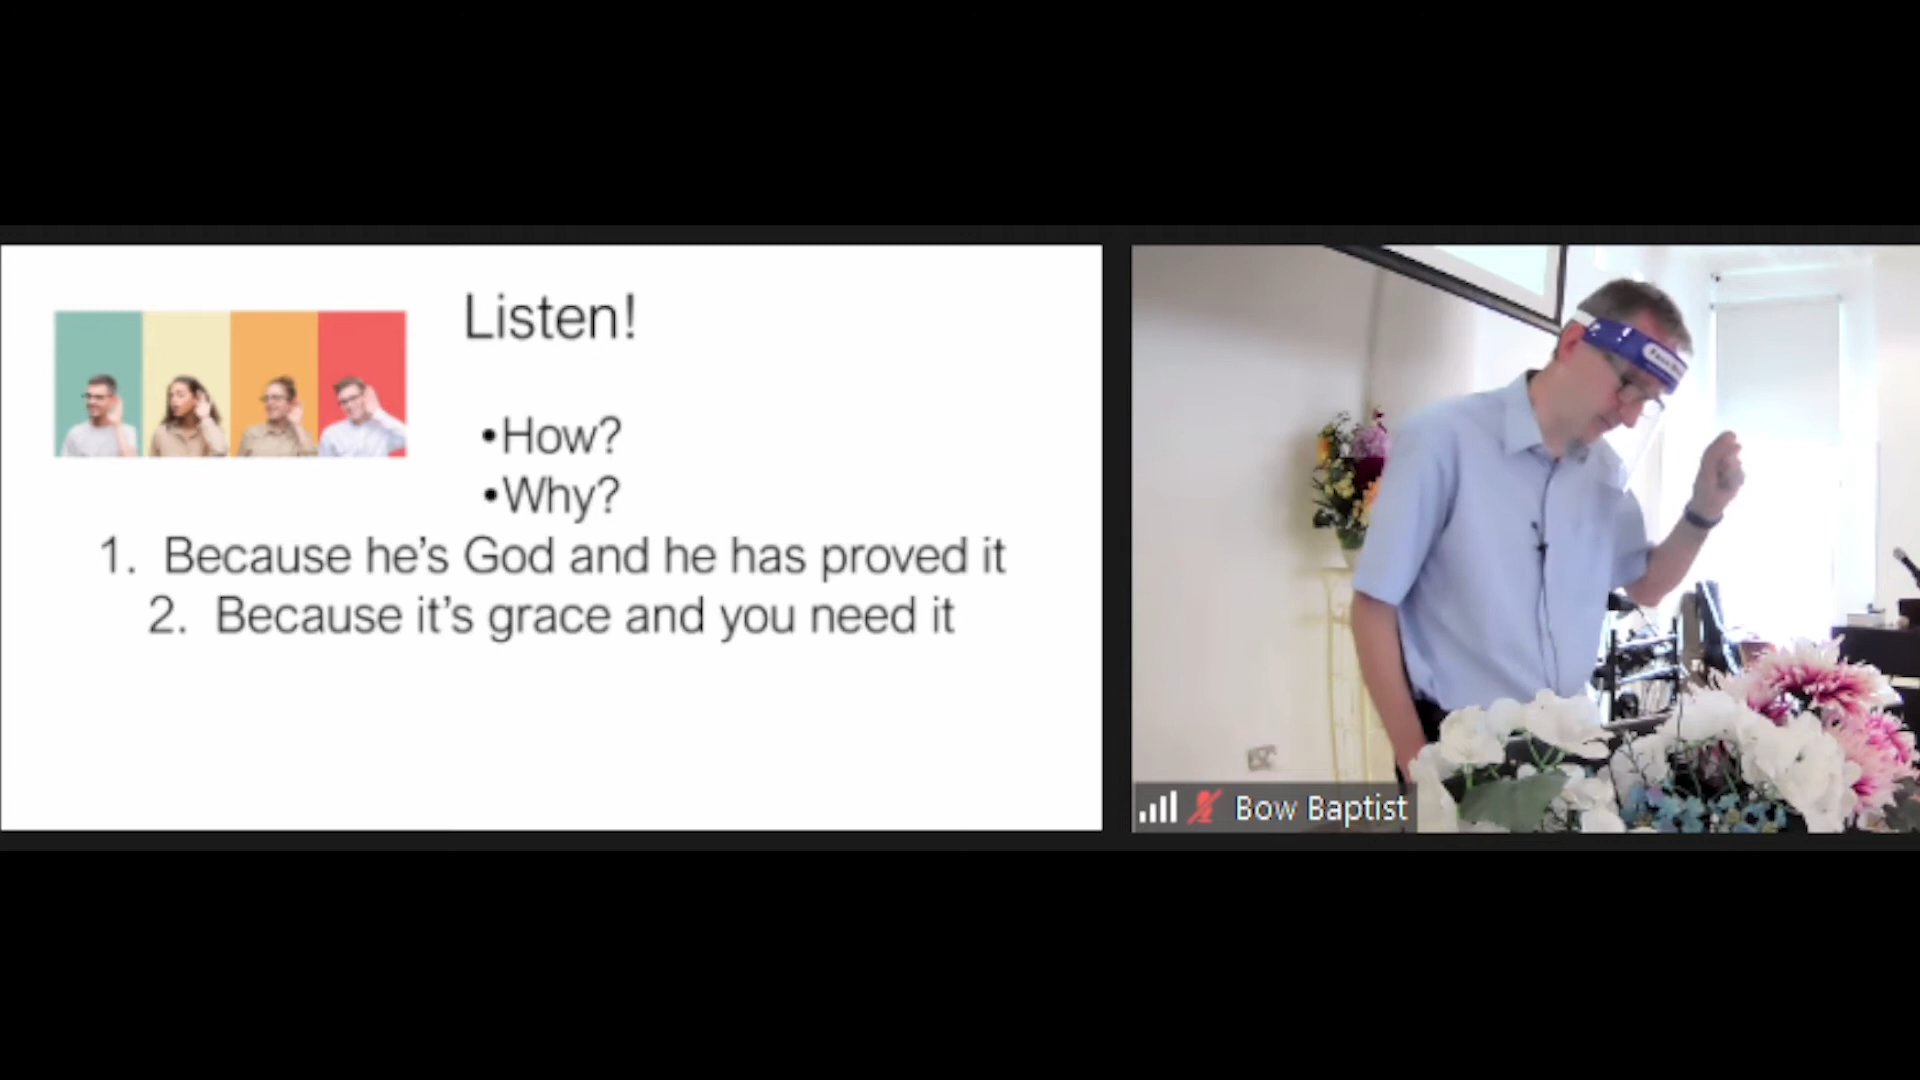 Listen!
•How?
•Why?
1. Because he's God and he has proved it
2. Because it's grace and you need it
Bow Baptist